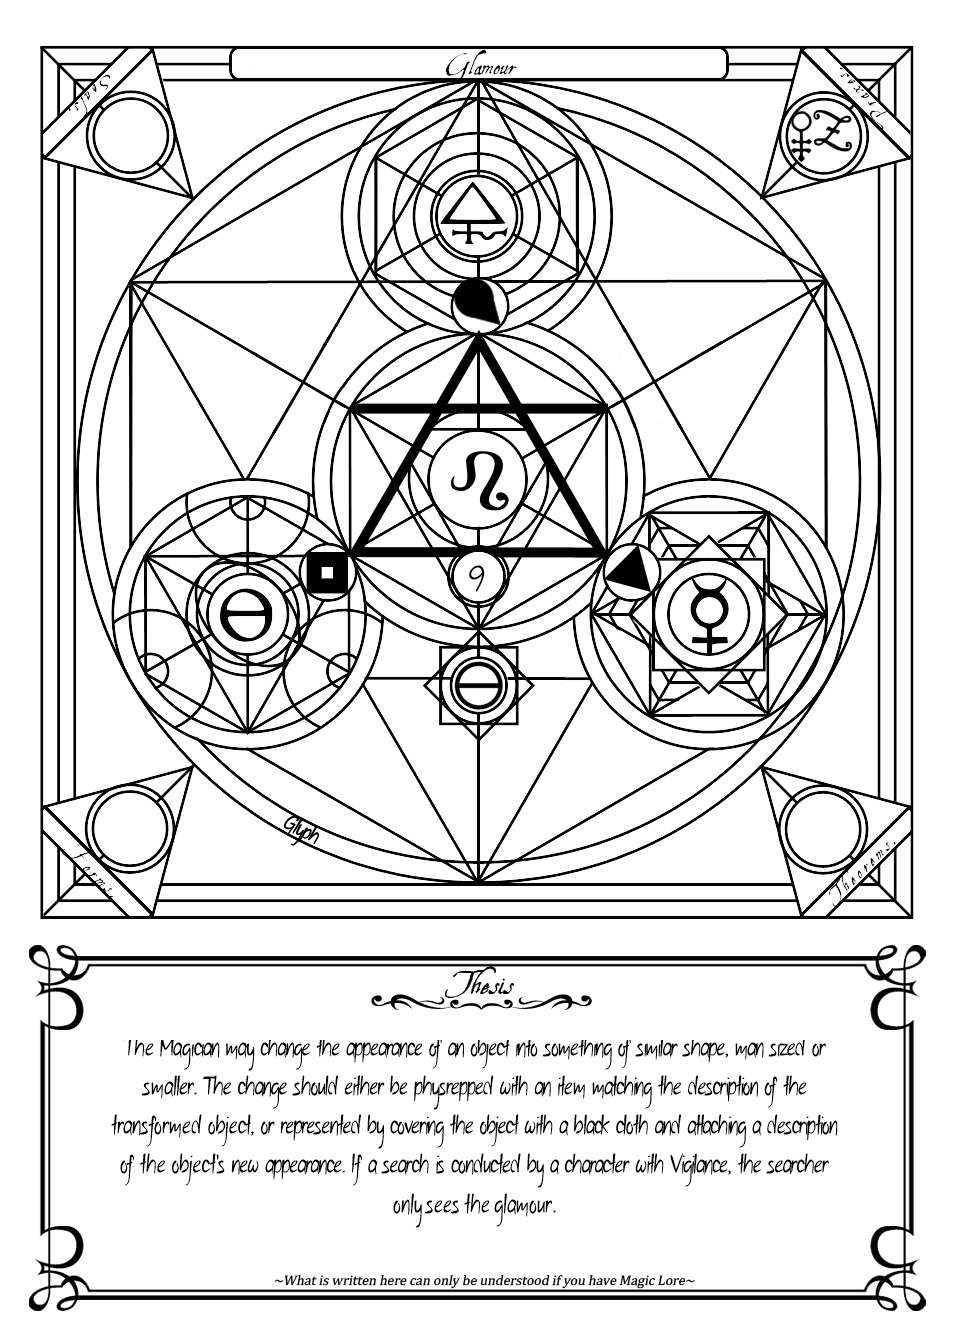 Glamour
Seals
Praxes
9
Glyph
Forms
Theorems
Thesis
The Magician may change the appearance of an object into something of similar shape, man sized or
smaller. The change should either be physrepped with an item matching the description of the
transformed object, or represented by covering the object with a black cloth and attaching a description
of the object's new appearance. If a search is conducted by a character with Vigilance, the searcher
only sees the glamour.
~What is written here can only be understood if you have Magic Lore~